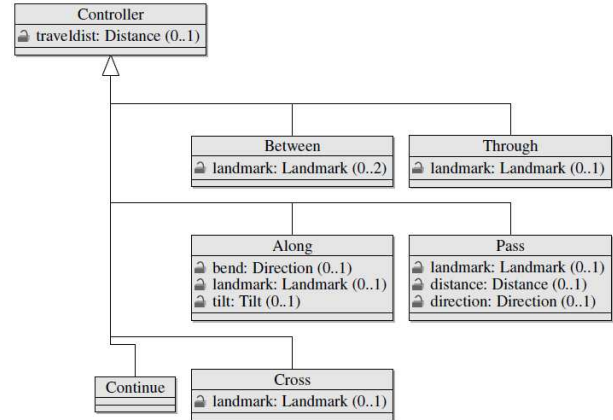 Controller
traveldist: Distance (0..1)
Between
landmark: Landmark (0..2)
Through
landmark: Landmark (0..1)
Along
bend: Direction (0..1)
landmark: Landmark (0..1)
tilt: Tilt (0..1)
Pass
landmark: Landmark (0..1)
distance: Distance (0..1)
direction: Direction (0..1)
Continue
Cross
landmark: Landmark (0..1)